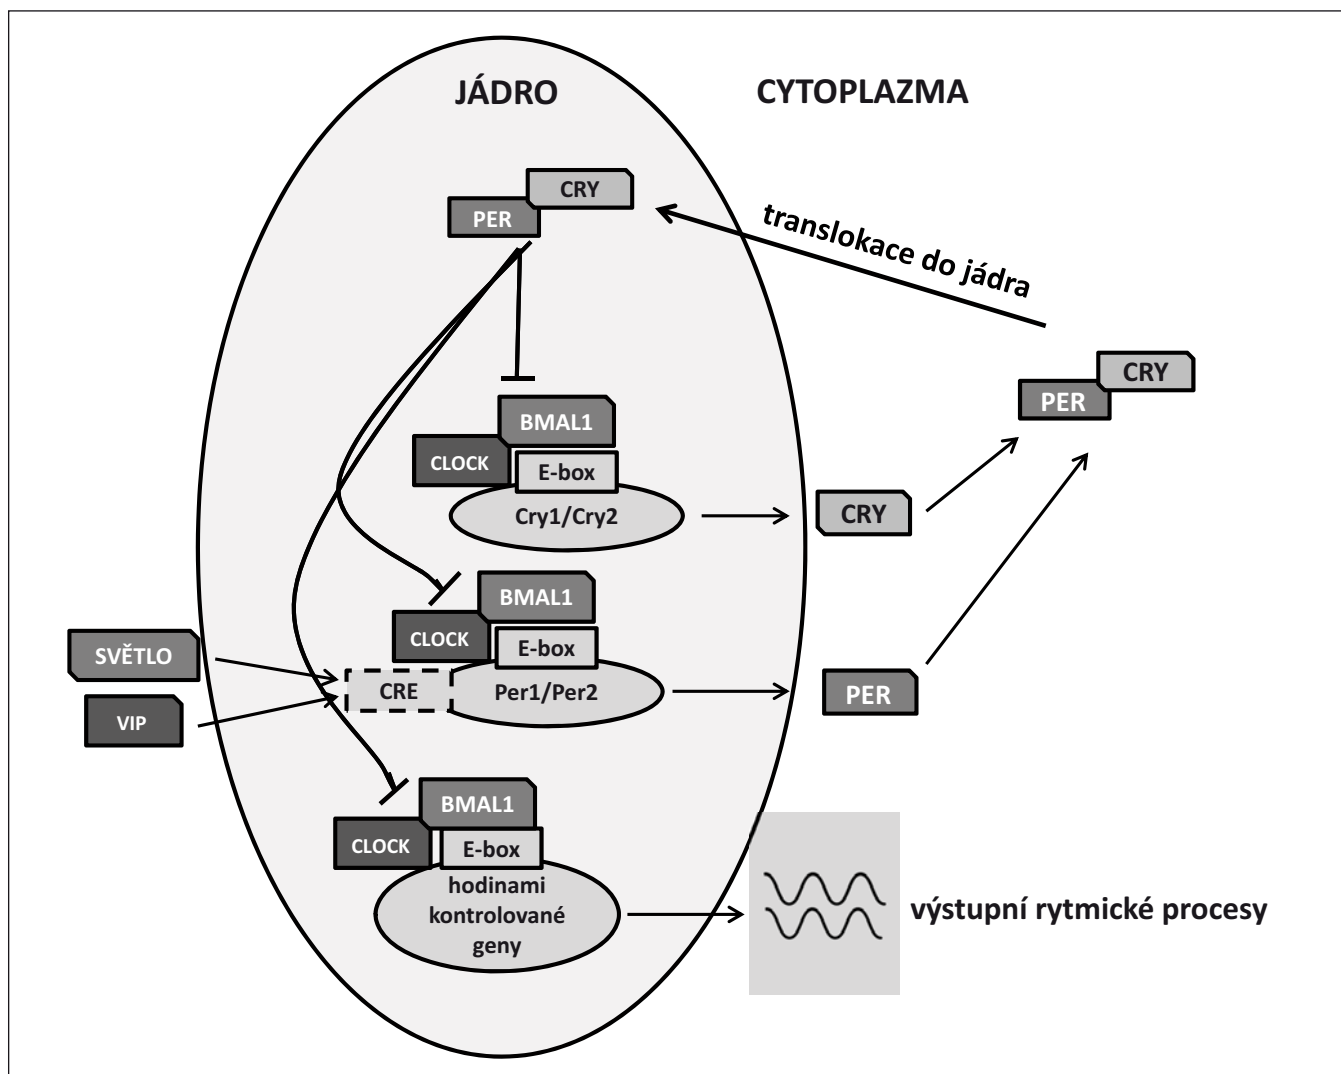 JÁDRO
CYTOPLAZMA
CRY
PER
translokace do jádra
CRY
PER
BMAL1
CLOCK
E-box
Cry1/Cry2
CRY
BMAL1
CLOCK
E-box
SVĚTLO
CRE
Per1/Per2
PER
VIP
BMAL1
CLOCK
E-box
hodinami
kontrolované
geny
výstupní rytmické procesy